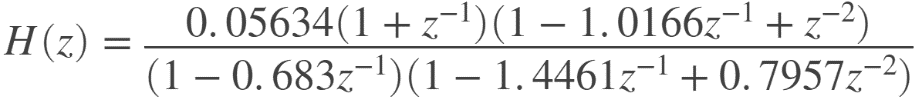 H(z) = \frac{0.05634(1 + z^{-1})(1 - 1.0166z^{-1} + z^{-2})}{(1 - 0.683z^{-1})(1 - 1.4461z^{-1} + 0.7957z^{-2})}